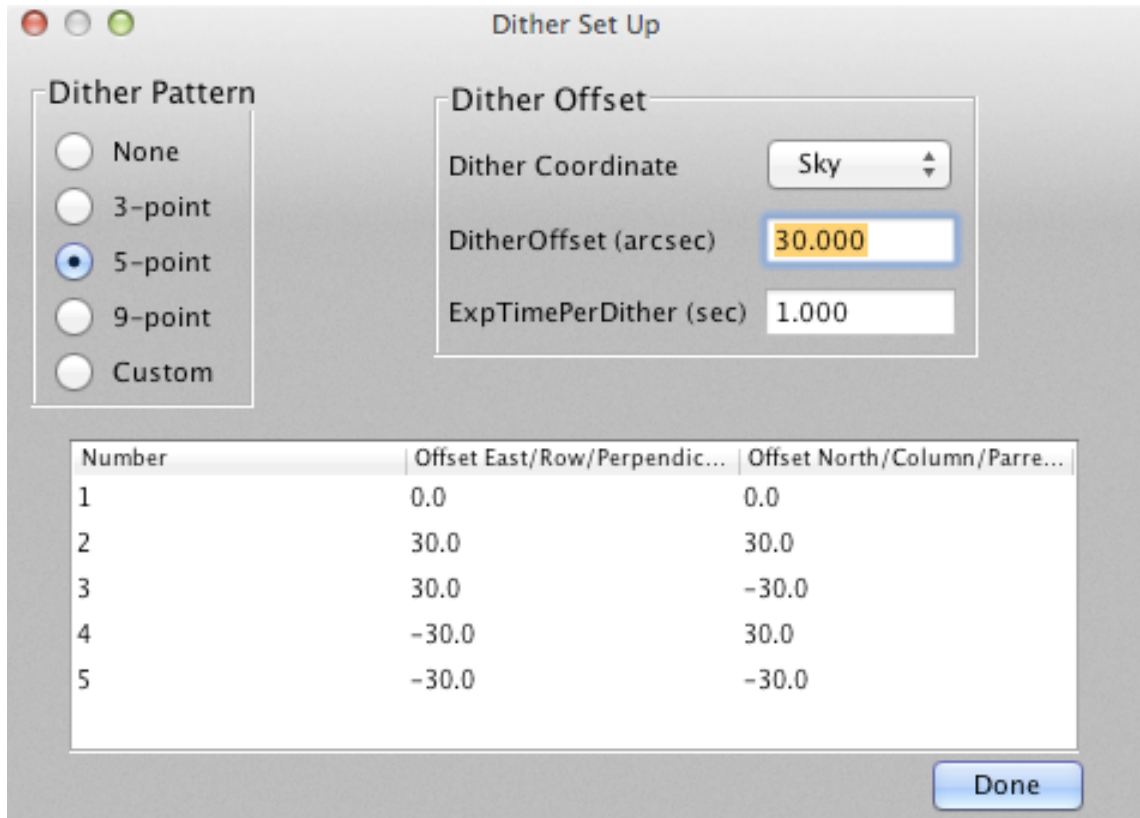 Dither Set Up
Dither Pattern
None
3-point
5-point
9-point
Custom
Dither Offset
Dither Coordinate Sky
DitherOffset (arcsec) 30.000
ExpTimePerDither (sec) 1.000
Number Offset East/Row/Perpendic... Offset North/Column/Parre...
1 0.0 0.0
2 30.0 30.0
3 30.0 -30.0
4 -30.0 30.0
5 -30.0 -30.0
Done